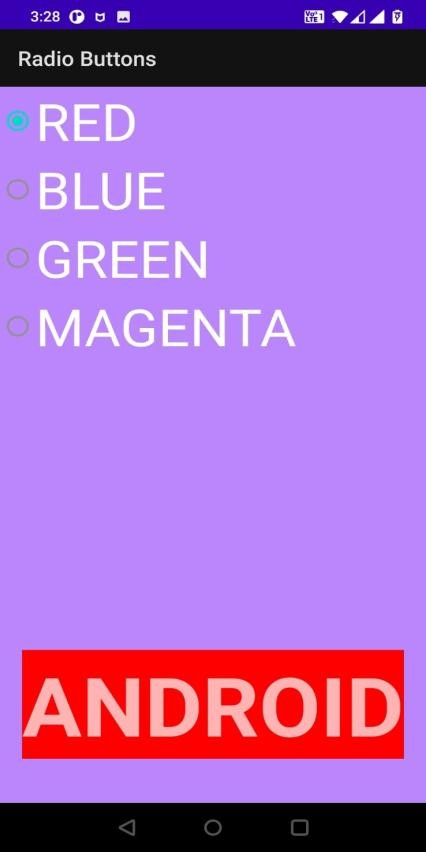 3:28
Radio Buttons
RED
BLUE
GREEN
MAGENTA
ANDROID